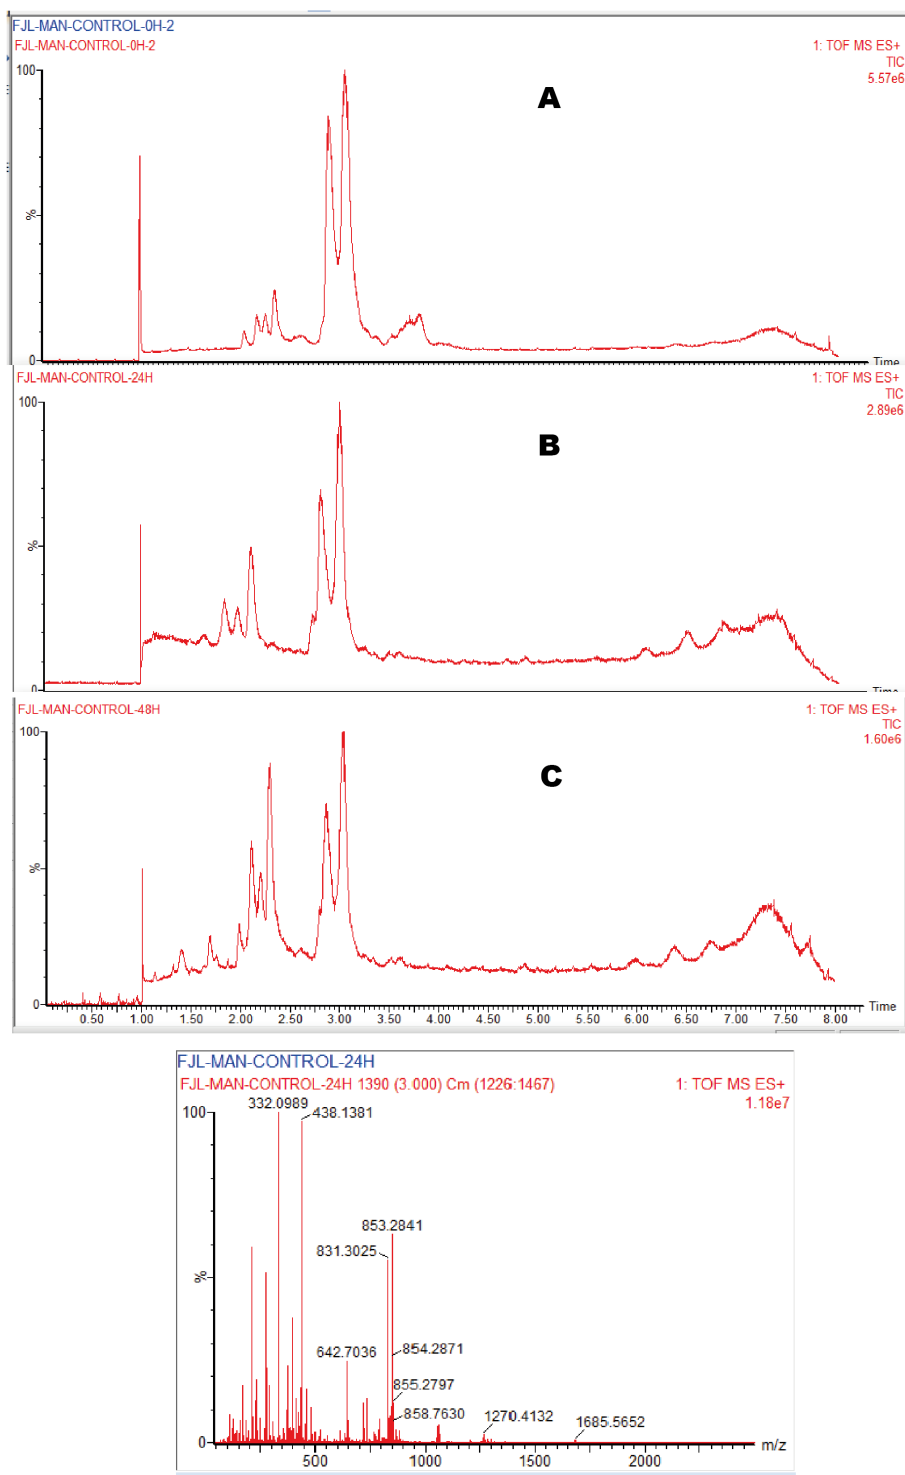 FJL-MAN-CONTROL-0H-2
FJL-MAN-CONTROL-0H-2
1: TOF MS ES+
TIC
5.57e6
100
A
%
0
Time
FJL-MAN-CONTROL-24H
1: TOF MS ES+
TIC
2.89e6
100
B
%
0
Time
FJL-MAN-CONTROL-48H
1: TOF MS ES+
TIC
1.60e6
100
C
%
0
Time
0.50 1.00 1.50 2.00 2.50 3.00 3.50 4.00 4.50 5.00 5.50 6.00 6.50 7.00 7.50 8.00
FJL-MAN-CONTROL-24H
FJL-MAN-CONTROL-24H 1390 (3.000) Cm (1226:1467)
1: TOF MS ES+
1.18e7
332.0989
100
438.1381
853.2841
831.3025
%
642.7036
854.2871
855.2797
858.7630
1270.4132
1685.5652
0
m/z
500 1000 1500 2000